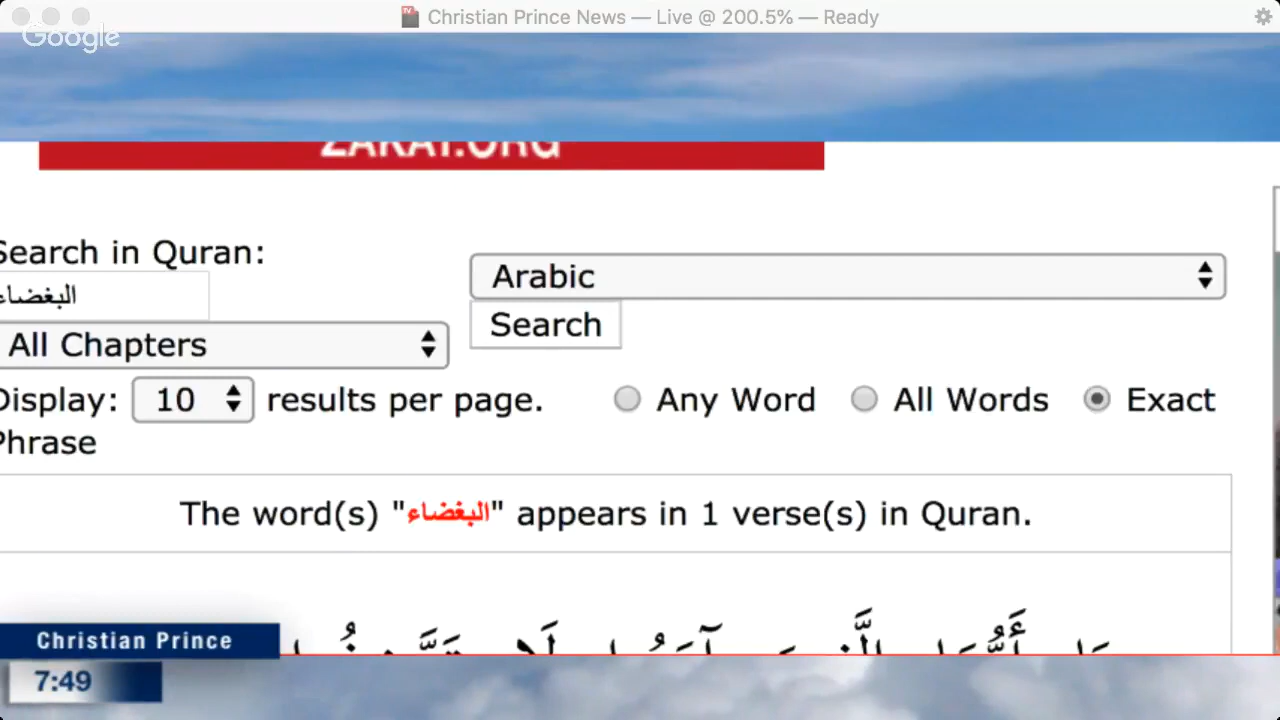 Christian Prince News — Live @ 200.5% — Ready
Google
ZAKAT.ORG
Search in Quran:
Arabic
البغضاء
Search
All Chapters
Display: 10 results per page. Any Word All Words Exact
Phrase
The word(s) "البغضاء" appears in 1 verse(s) in Quran.
Christian Prince
7:49